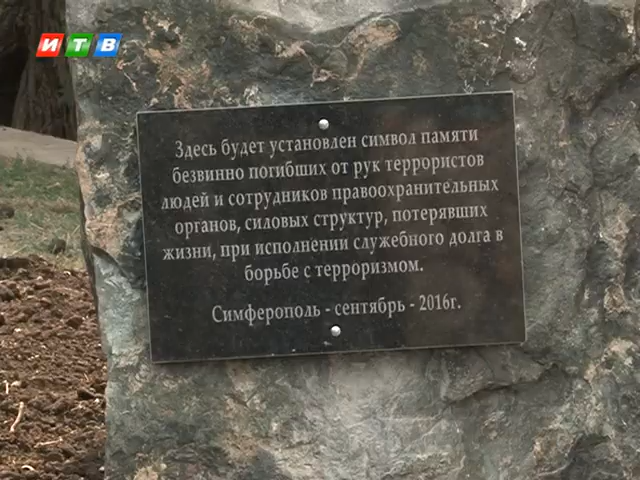 ИТВ
Здесь будет установлен символ памяти
безвинно погибших от рук террористов
людей и сотрудников правоохранительных
органов, силовых структур, потерявших
жизни, при исполнении служебного долга в
борьбе с терроризмом.
Симферополь - сентябрь - 2016г.